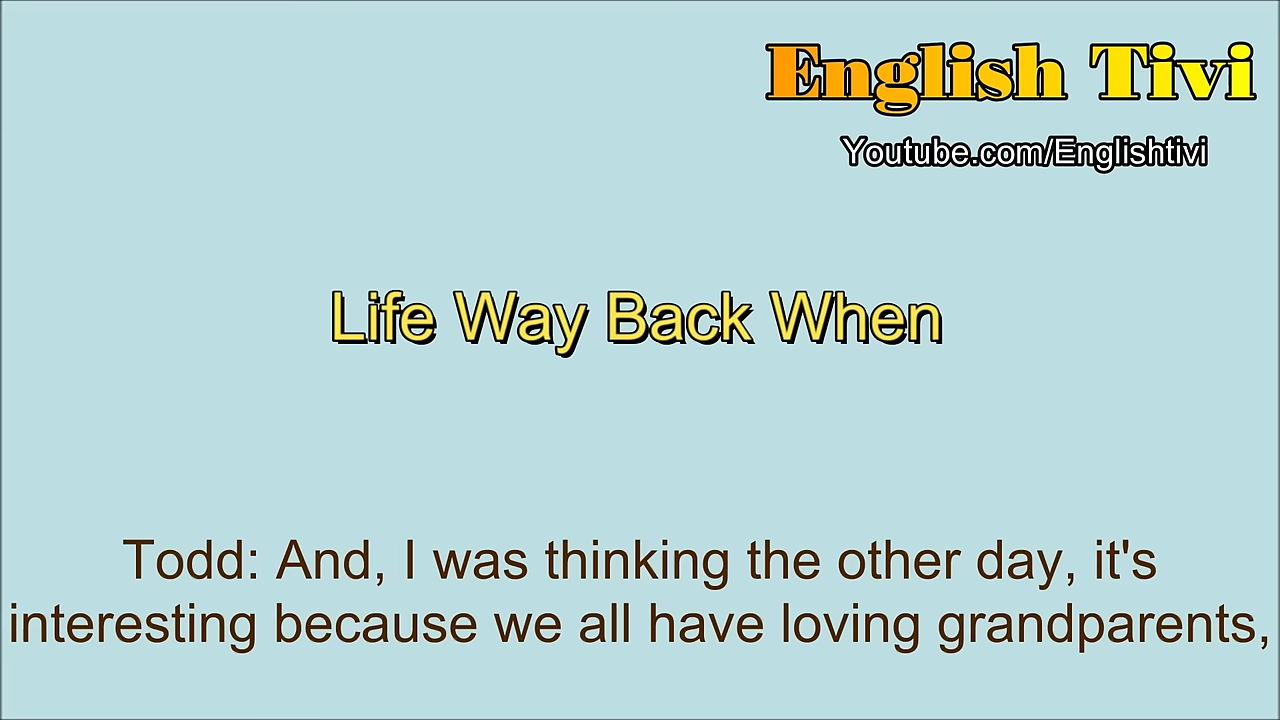 English Tivi
Youtube.com/Englishtivi
Life Way Back When
Todd: And, I was thinking the other day, it's
interesting because we all have loving grandparents,